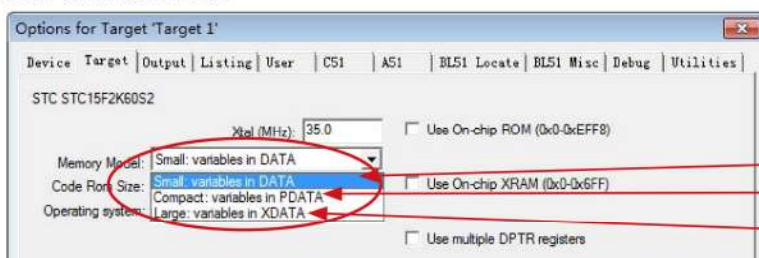 Options for Target 'Target 1'
Device Target Output Listing User C51 A51 BL51 Locate BL51 Misc Debug Utilities
STC STC15F2K60S2
Xtal (MHz): 35.0
Use On-chip ROM (0x0-0xEFF8)
Memory Model: Small: variables in DATA
Code Rom Size: Small: variables in DATA
Use On-chip XRAM (0x0-0x6FF)
Compact: variables in PDATA
Operating system: Large: variables in XDATA
Use multiple DPTR registers